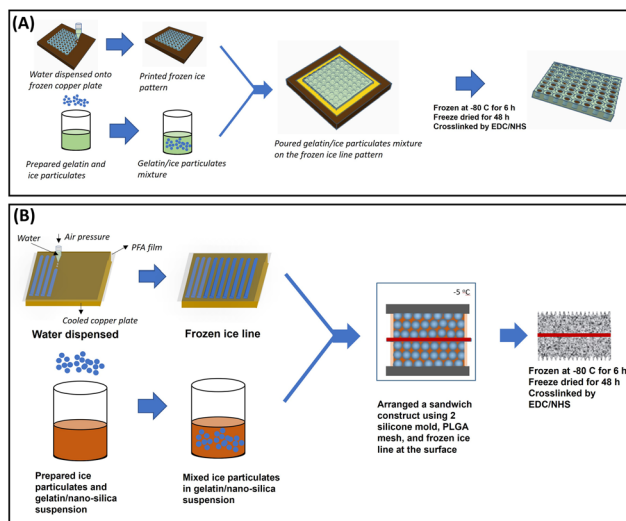 (A)
Water dispensed onto
frozen copper plate
Printed frozen ice
pattern
Prepared gelatin and
ice particulates
Gelatin/ice particulates
mixture
Poured gelatin/ice particulates mixture
on the frozen ice line pattern
Frozen at -80 C for 6 h
Freeze dried for 48 h
Crosslinked by EDC/NHS
(B)
Air pressure
Water
PFA film
Cooled copper plate
Water dispensed
Frozen ice line
Prepared ice
particulates and
gelatin/nano-silica
suspension
Mixed ice particulates
in gelatin/nano-silica
suspension
-5 ºC
Arranged a sandwich
construct using 2
silicone mold, PLGA
mesh, and frozen ice
line at the surface
Frozen at -80 C for 6 h
Freeze dried for 48 h
Crosslinked by
EDC/NHS